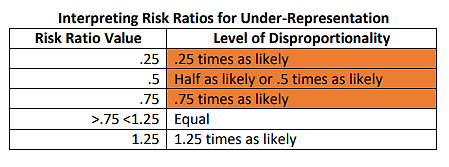 Interpreting Risk Ratios for Under-Representation
Risk Ratio Value Level of Disproportionality
.25 .25 times as likely
.5 Half as likely or .5 times as likely
.75 .75 times as likely
>.75 <1.25 Equal
1.25 1.25 times as likely